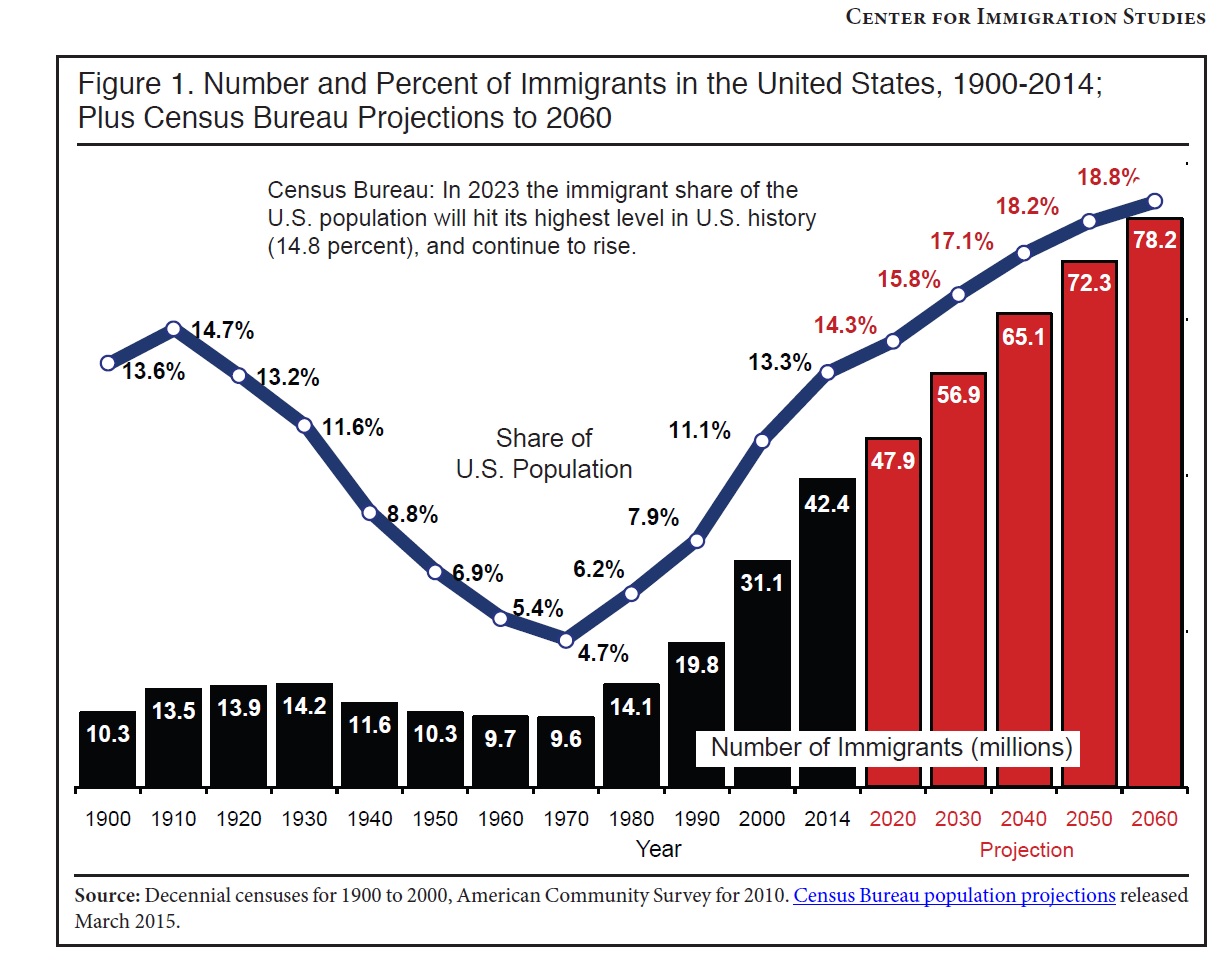 CENTER FOR IMMIGRATION STUDIES
Figure 1. Number and Percent of Immigrants in the United States, 1900-2014;
Plus Census Bureau Projections to 2060
Census Bureau: In 2023 the immigrant share of the
U.S. population will hit its highest level in U.S. history
(14.8 percent), and continue to rise.
13.6%
14.7%
13.2%
11.6%
8.8%
6.9%
5.4%
4.7%
6.2%
7.9%
11.1%
13.3%
14.3%
15.8%
17.1%
18.2%
18.8%
Share of
U.S. Population
10.3
13.5
13.9
14.2
11.6
10.3
9.7
9.6
14.1
19.8
31.1
42.4
47.9
56.9
65.1
72.3
78.2
Number of Immigrants (millions)
1900 1910 1920 1930 1940 1950 1960 1970 1980 1990 2000 2014 2020 2030 2040 2050 2060
Year
Projection
Source: Decennial censuses for 1900 to 2000, American Community Survey for 2010. Census Bureau population projections released
March 2015.